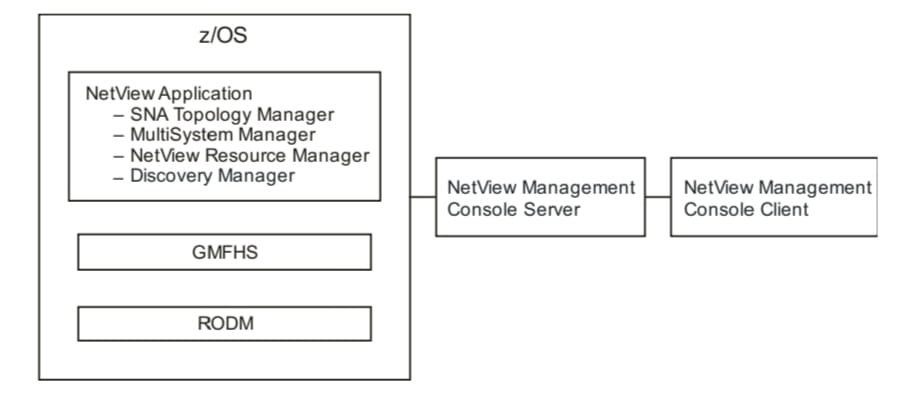 z/OS
NetView Application
– SNA Topology Manager
– MultiSystem Manager
– NetView Resource Manager
– Discovery Manager
GMFHS
RODM
NetView Management
Console Server
NetView Management
Console Client